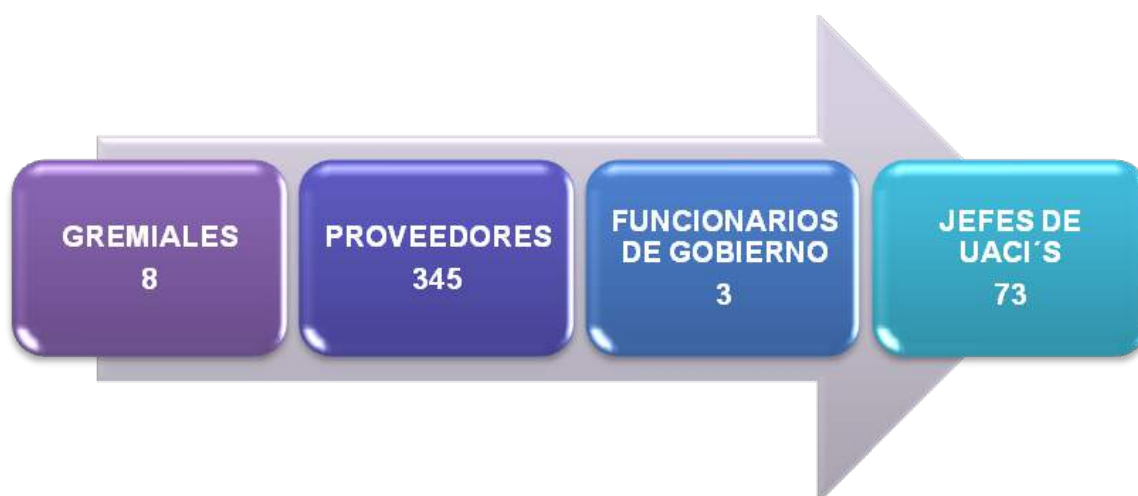 GREMIALES
8
PROVEEDORES
345
FUNCIONARIOS
DE GOBIERNO
3
JEFES DE
UACI´S
73